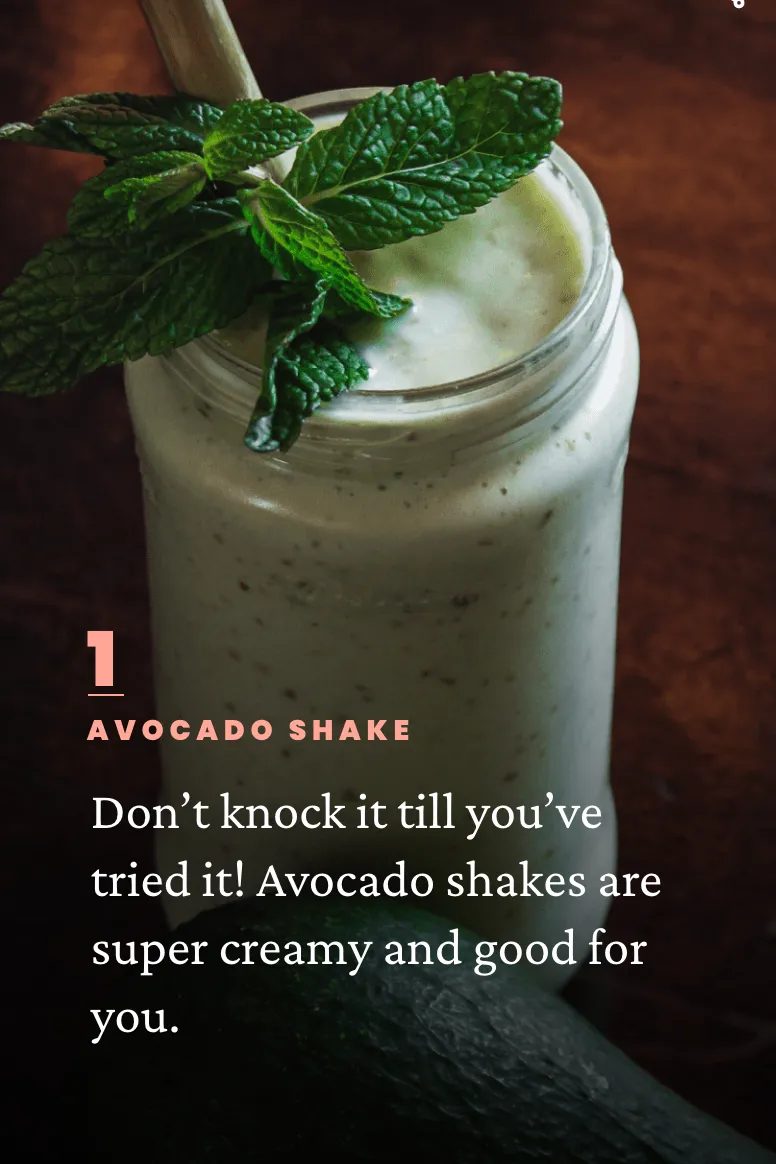 1
AVOCADO SHAKE
Don’t knock it till you’ve
tried it! Avocado shakes are
super creamy and good for
you.